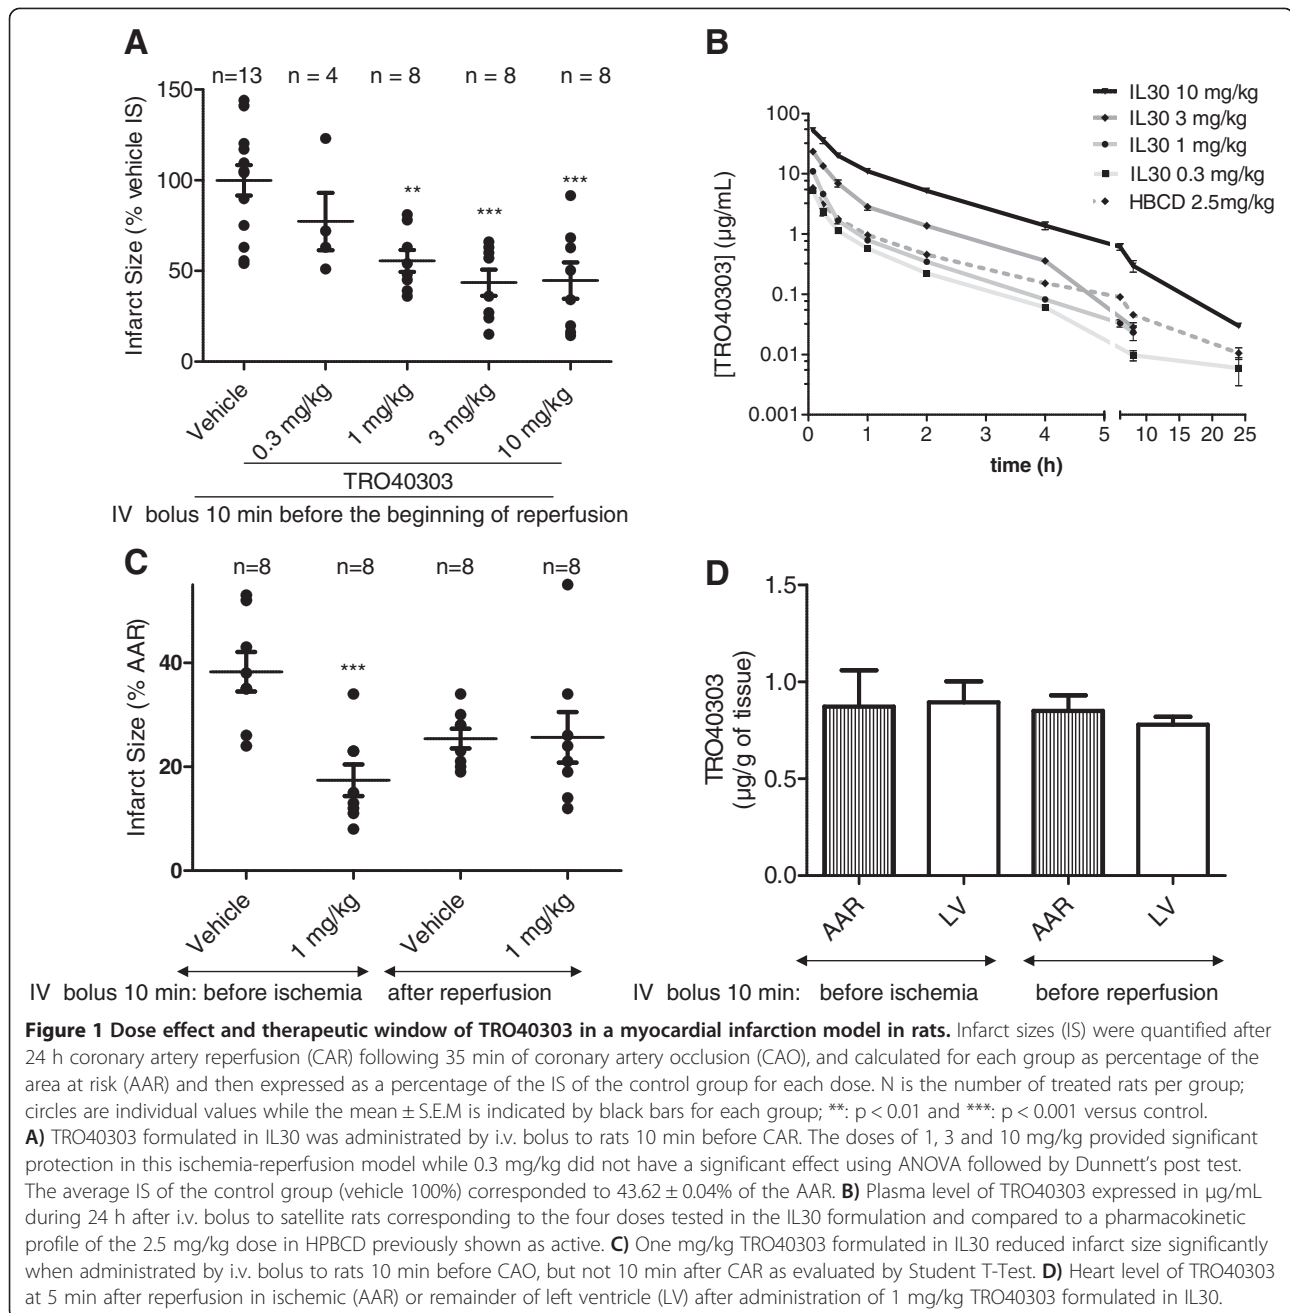 A
n=13 n = 4 n = 8 n = 8 n = 8
150
100
50
0
Infarct Size (% vehicle IS)
**
***
***
Vehicle
0.3 mg/kg
1 mg/kg
3 mg/kg
10 mg/kg
TRO40303
IV bolus 10 min before the beginning of reperfusion
B
IL30 10 mg/kg
IL30 3 mg/kg
IL30 1 mg/kg
IL30 0.3 mg/kg
HBCD 2.5mg/kg
100
10
1
0.1
0.01
0.001
[TRO40303] (µg/mL)
0 1 2 4 5 10 15 20 25
time (h)
C
n=8 n=8 n=8 n=8
40
20
0
Infarct Size (% AAR)
***
Vehicle
1 mg/kg
Vehicle
1 mg/kg
IV bolus 10 min: before ischemia after reperfusion
D
1.5
1.0
0.5
0.0
TRO40303
(µg/g of tissue)
AAR
LV
AAR
LV
IV bolus 10 min: before ischemia before reperfusion
Figure 1 Dose effect and therapeutic window of TRO40303 in a myocardial infarction model in rats. Infarct sizes (IS) were quantified after
24 h coronary artery reperfusion (CAR) following 35 min of coronary artery occlusion (CAO), and calculated for each group as percentage of the
area at risk (AAR) and then expressed as a percentage of the IS of the control group for each dose. N is the number of treated rats per group;
circles are individual values while the mean ± S.E.M is indicated by black bars for each group; **: p < 0.01 and ***: p < 0.001 versus control.
A) TRO40303 formulated in IL30 was administrated by i.v. bolus to rats 10 min before CAR. The doses of 1, 3 and 10 mg/kg provided significant
protection in this ischemia-reperfusion model while 0.3 mg/kg did not have a significant effect using ANOVA followed by Dunnett's post test.
The average IS of the control group (vehicle 100%) corresponded to 43.62 ± 0.04% of the AAR. B) Plasma level of TRO40303 expressed in µg/mL
during 24 h after i.v. bolus to satellite rats corresponding to the four doses tested in the IL30 formulation and compared to a pharmacokinetic
profile of the 2.5 mg/kg dose in HPBCD previously shown as active. C) One mg/kg TRO40303 formulated in IL30 reduced infarct size significantly
when administrated by i.v. bolus to rats 10 min before CAO, but not 10 min after CAR as evaluated by Student T-Test. D) Heart level of TRO40303
at 5 min after reperfusion in ischemic (AAR) or remainder of left ventricle (LV) after administration of 1 mg/kg TRO40303 formulated in IL30.